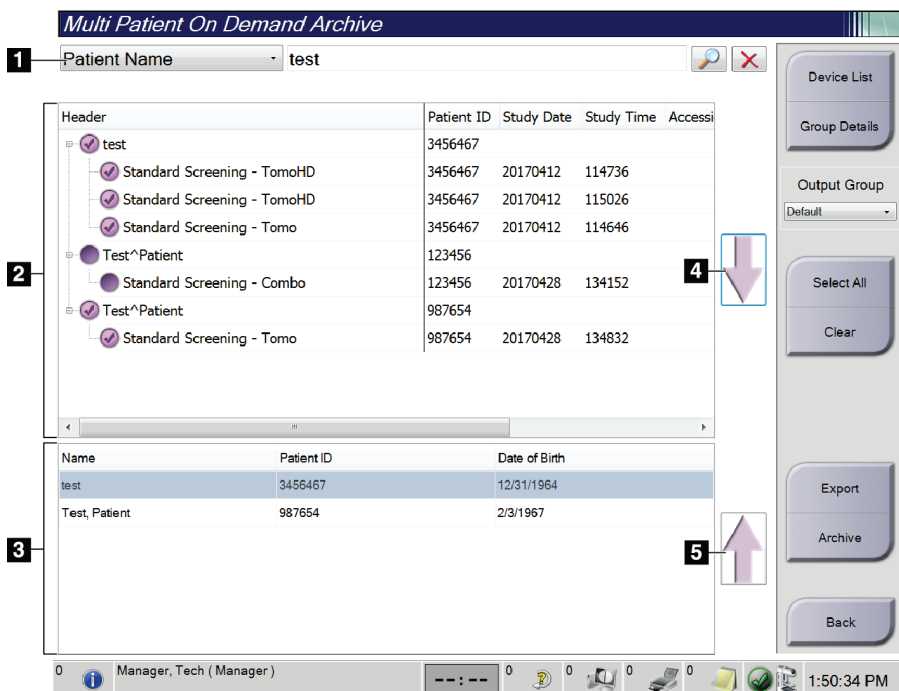 Multi Patient On Demand Archive
1 Patient Name test
Device List
Group Details
Output Group
Default
Select All
Clear
Export
Archive
Back
2
Header Patient ID Study Date Study Time Accessi
test 3456467
Standard Screening - TomoHD 3456467 20170412 114736
Standard Screening - TomoHD 3456467 20170412 115026
Standard Screening - Tomo 3456467 20170412 114646
Test^Patient 123456
Standard Screening - Combo 123456 20170428 134152
Test^Patient 987654
Standard Screening - Tomo 987654 20170428 134832
4
3
Name Patient ID Date of Birth
test 3456467 12/31/1964
Test, Patient 987654 2/3/1967
5
0 Manager, Tech ( Manager ) --:-- 0 0 0 0 1:50:34 PM